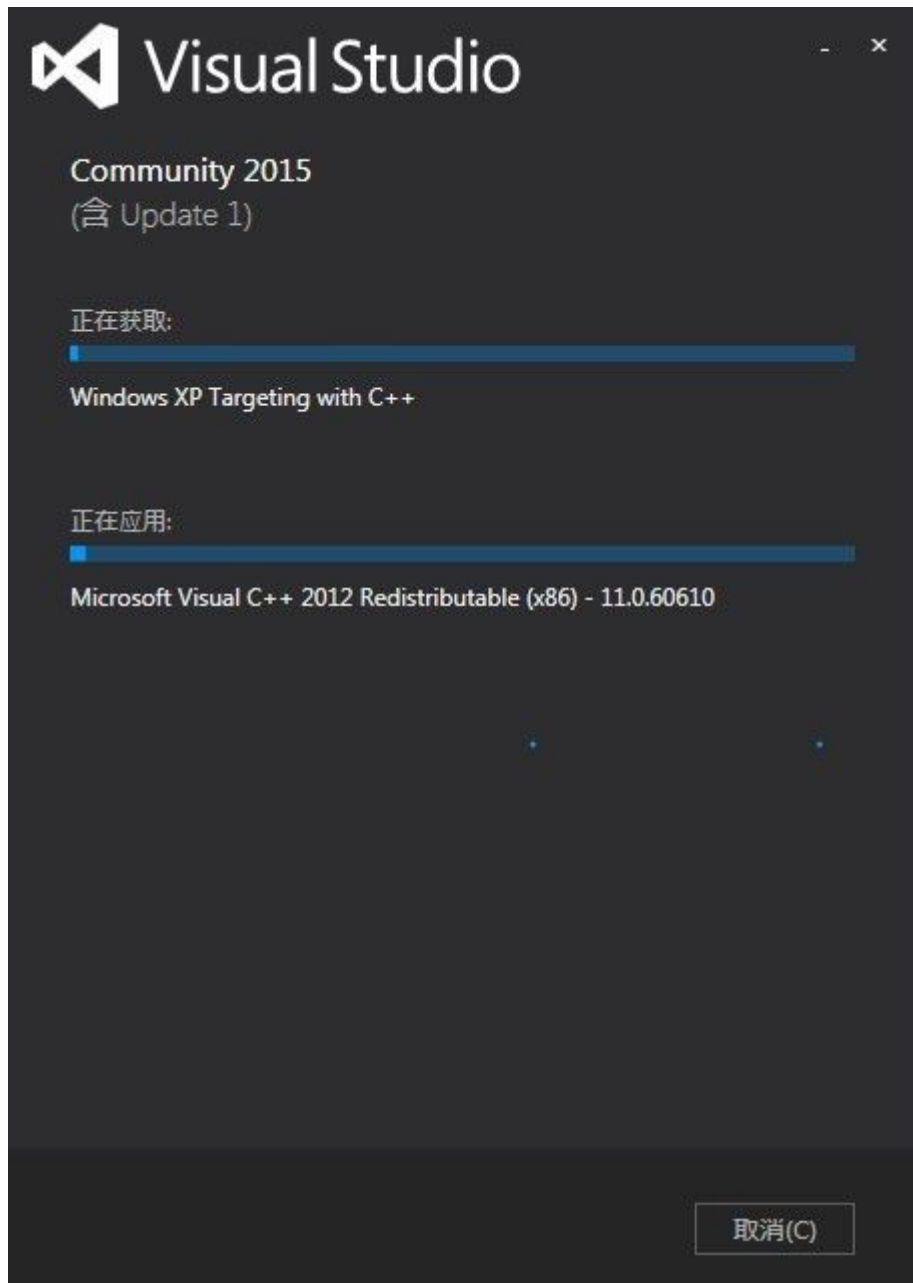 Visual Studio
Community 2015
(含 Update 1)
正在获取:
Windows XP Targeting with C++
正在应用:
Microsoft Visual C++ 2012 Redistributable (x86) - 11.0.60610
取消(C)